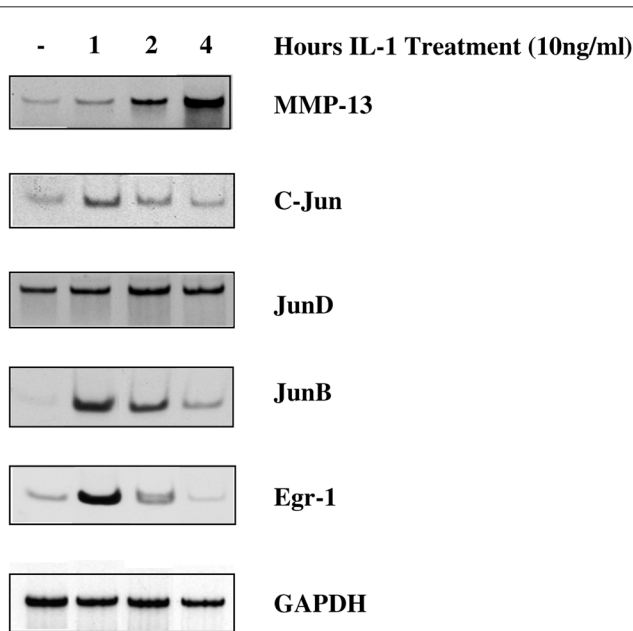 - 1 2 4 Hours IL-1 Treatment (10ng/ml)
MMP-13
C-Jun
JunD
JunB
Egr-1
GAPDH